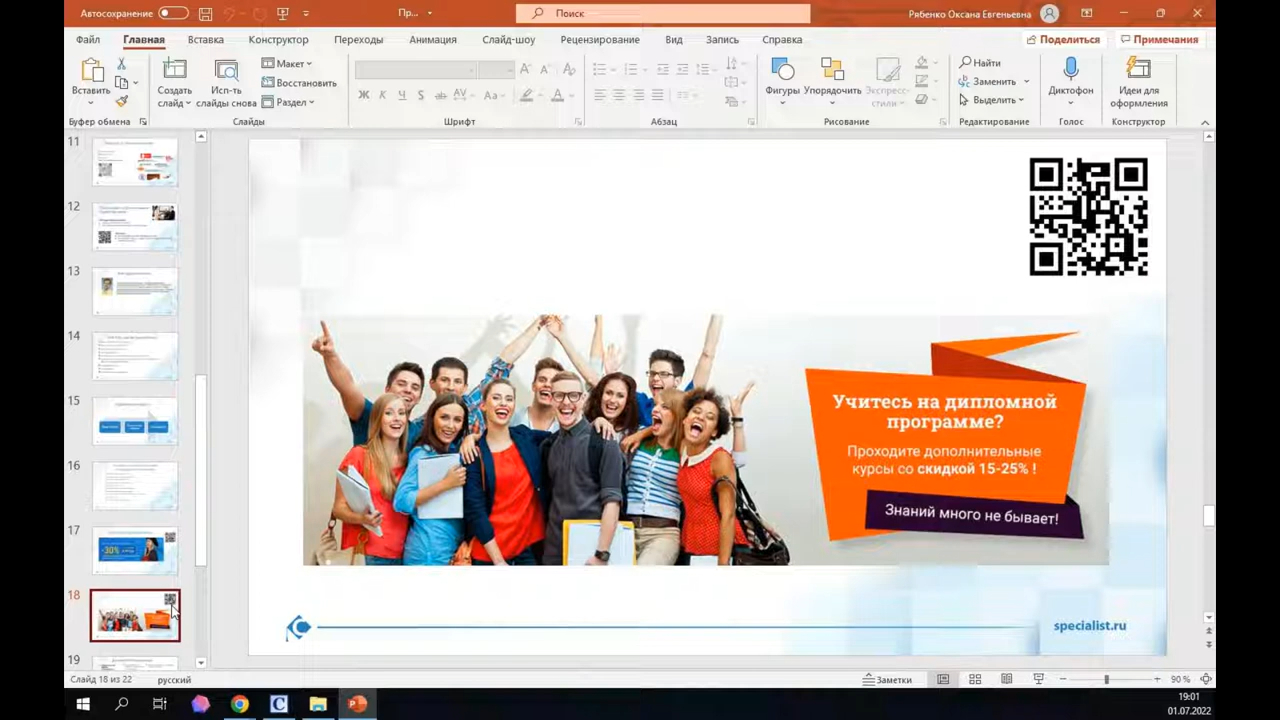 Автосохранение
Пр...
Поиск
Рябенко Оксана Евгеньевна
Файл Главная Вставка Конструктор Переходы Анимация Слайд-шоу Рецензирование Вид Запись Справка
Поделиться Примечания
Вставить
Создать слайд
Исп-ть слайды снова
Макет
Восстановить
Раздел
Ж К Ч S ab AV Aa A
Фигуры Упорядочить Экспресс-стили
Найти
Заменить
Выделить
Диктофон
Идеи для оформления
Буфер обмена Слайды Шрифт Абзац Рисование Редактирование Голос Конструктор
11
12
13
14
15
16
17
-30%
18
19
Учитесь на дипломной
программе?
Проходите дополнительные
курсы со скидкой 15-25% !
Знаний много не бывает!
specialist.ru
Слайд 18 из 22 русский
Заметки
90 %
19:01
01.07.2022